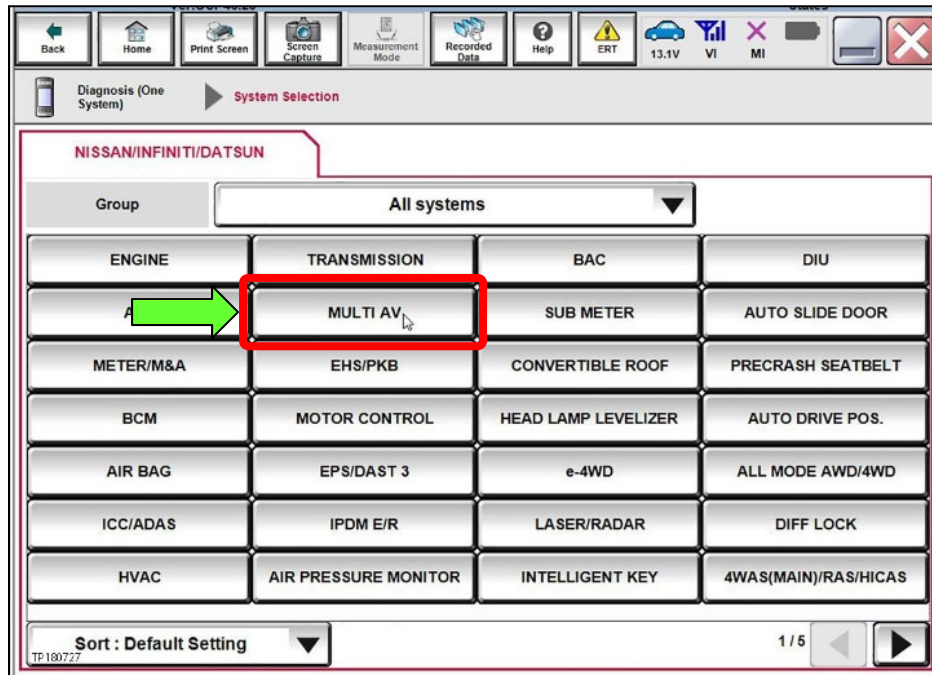 Back
Home
Print Screen
Screen
Capture
Measurement
Mode
Recorded
Data
Help
ERT
13.1V
VI
MI
Diagnosis (One
System)
System Selection
NISSAN/INFINITI/DATSUN
Group
All systems
ENGINE
TRANSMISSION
BAC
DIU
MULTI AV
SUB METER
AUTO SLIDE DOOR
METER/M&A
EHS/PKB
CONVERTIBLE ROOF
PRECRASH SEATBELT
BCM
MOTOR CONTROL
HEAD LAMP LEVELIZER
AUTO DRIVE POS.
AIR BAG
EPS/DAST 3
e-4WD
ALL MODE AWD/4WD
ICC/ADAS
IPDM E/R
LASER/RADAR
DIFF LOCK
HVAC
AIR PRESSURE MONITOR
INTELLIGENT KEY
4WAS(MAIN)/RAS/HICAS
Sort : Default Setting
1/5
TP180727